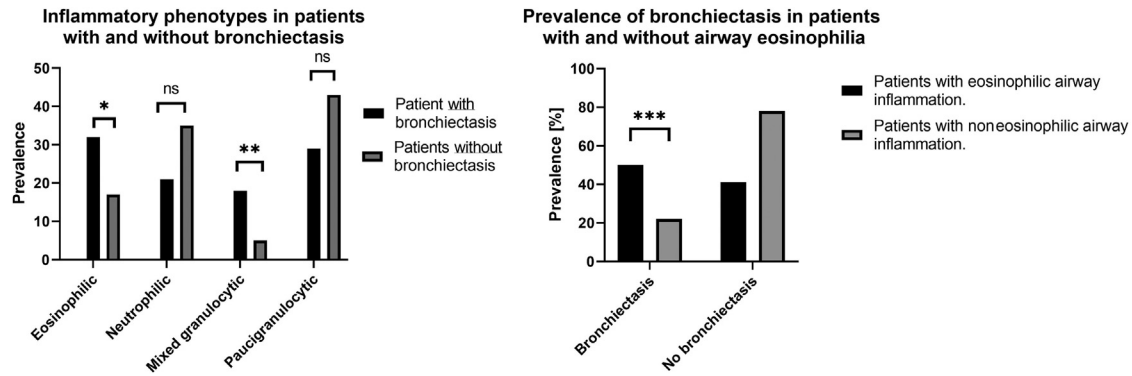 Inflammatory phenotypes in patients
with and without bronchiectasis
50
40
30
20
10
0
Prevalence
*
ns
**
ns
Eosinophilic
Neutrophilic
Mixed granulocytic
Paucigranulocytic
Patient with
bronchiectasis
Patients without
bronchiectasis
Prevalence of bronchiectasis in patients
with and without airway eosinophilia
100
80
60
40
20
0
Prevalence [%]
***
Bronchiectasis
No bronchiectasis
Patients with eosinophilic airway
inflammation.
Patients with noneosinophilic airway
inflammation.